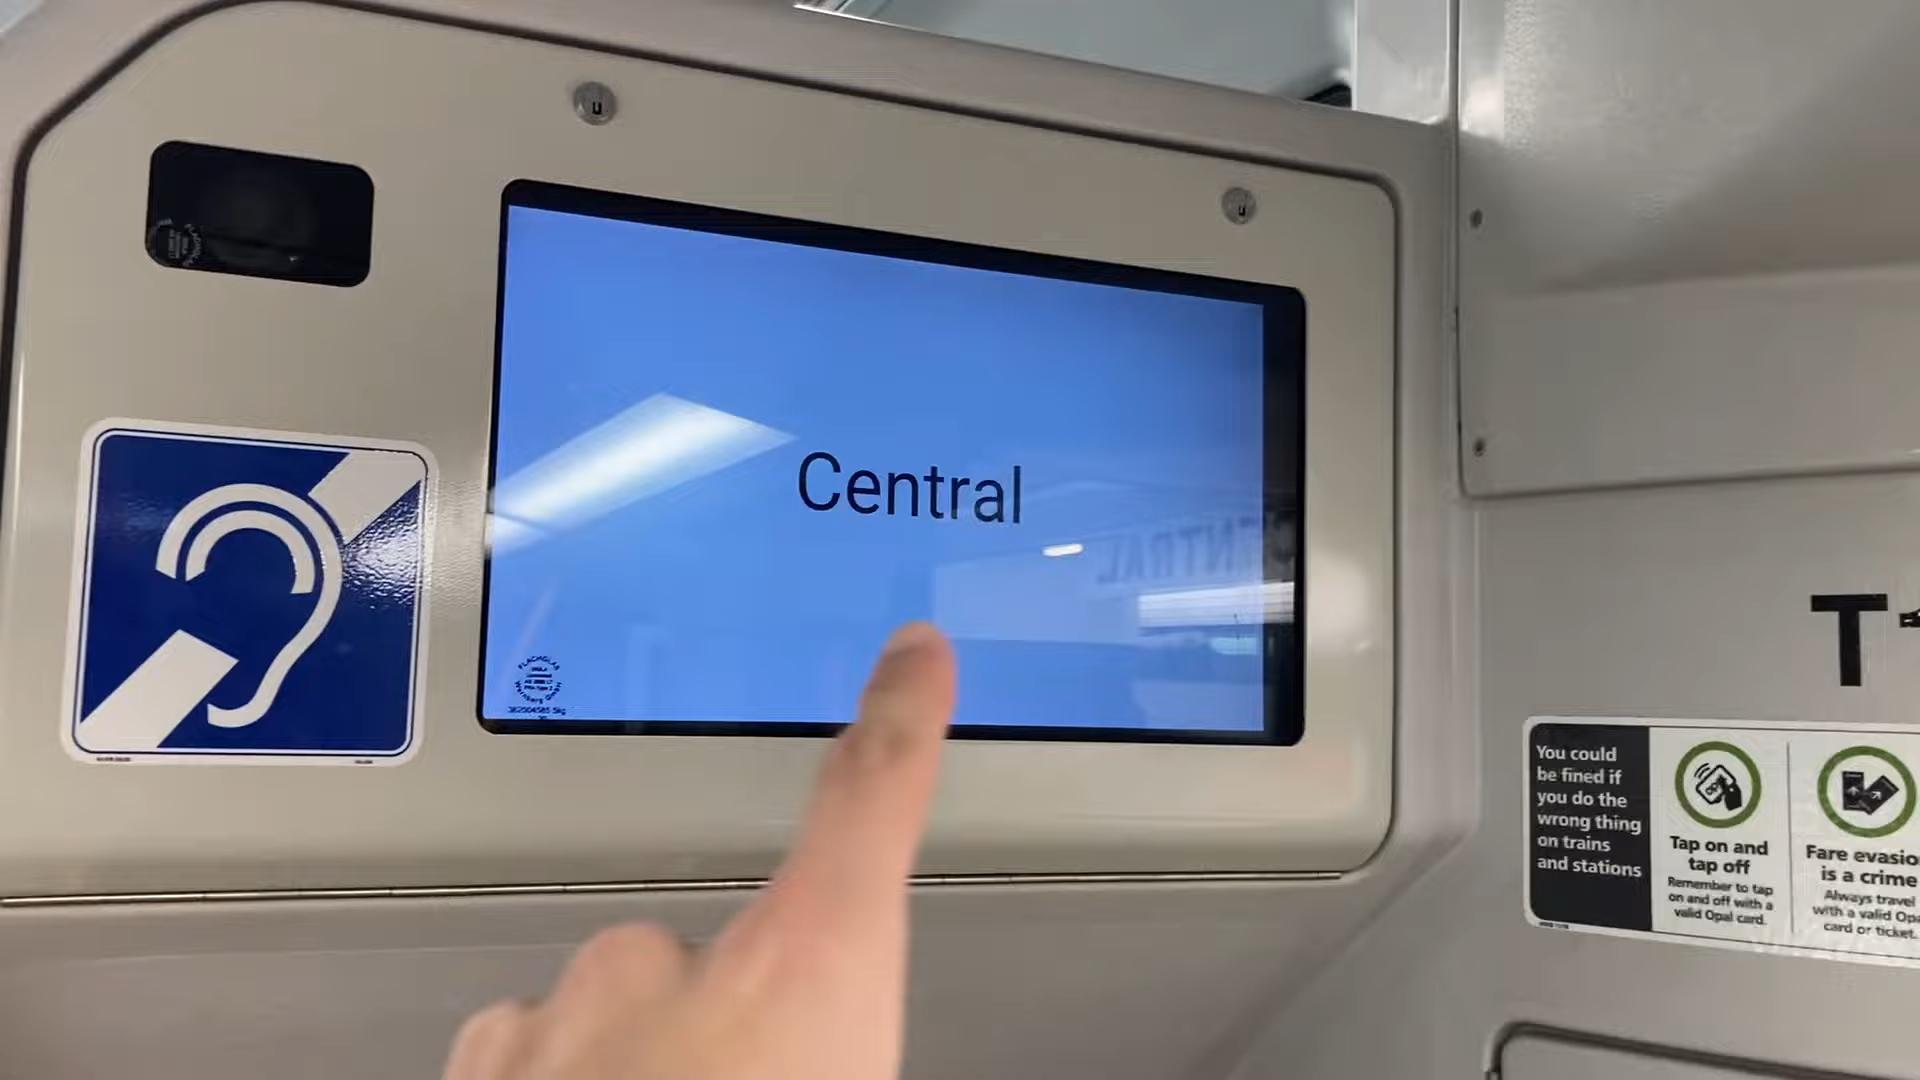 Central
T
You could
be fined if
you do the
wrong thing
on trains
and stations
Tap on and
tap off
Remember to tap
on and off with a
valid Opal card.
Fare evasio
is a crime
Always travel
with a valid Opa
card or ticket.